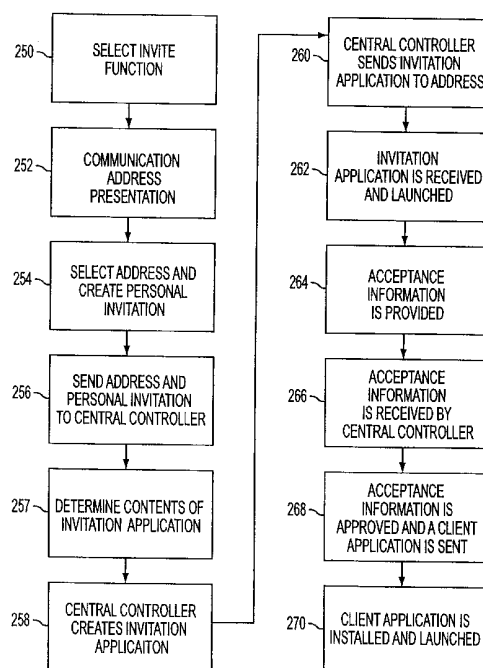 250
SELECT INVITE
FUNCTION
252
COMMUNICATION
ADDRESS
PRESENTATION
254
SELECT ADDRESS AND
CREATE PERSONAL
INVITATION
256
SEND ADDRESS AND
PERSONAL INVITATION
TO CENTRAL CONTROLLER
257
DETERMINE CONTENTS OF
INVITATION APPLICATION
258
CENTRAL CONTROLLER
CREATES INVITATION
APPLICAITON
260
CENTRAL CONTROLLER
SENDS INVITATION
APPLICATION TO ADDRESS
262
INVITATION
APPLICATION IS RECEIVED
AND LAUNCHED
264
ACCEPTANCE
INFORMATION
IS PROVIDED
266
ACCEPTANCE
INFORMATION
IS RECEIVED BY
CENTRAL CONTROLLER
268
ACCEPTANCE
INFORMATION IS
APPROVED AND A CLIENT
APPLICATION IS SENT
270
CLIENT APPLICATION IS
INSTALLED AND LAUNCHED